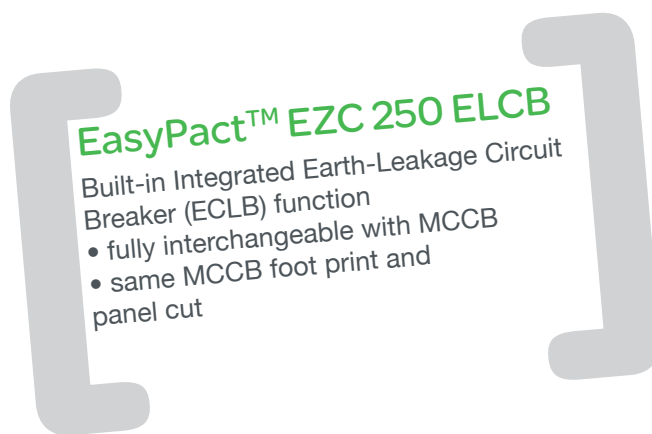 EasyPact™ EZC 250 ELCB
Built-in Integrated Earth-Leakage Circuit
Breaker (ECLB) function
• fully interchangeable with MCCB
• same MCCB foot print and
panel cut